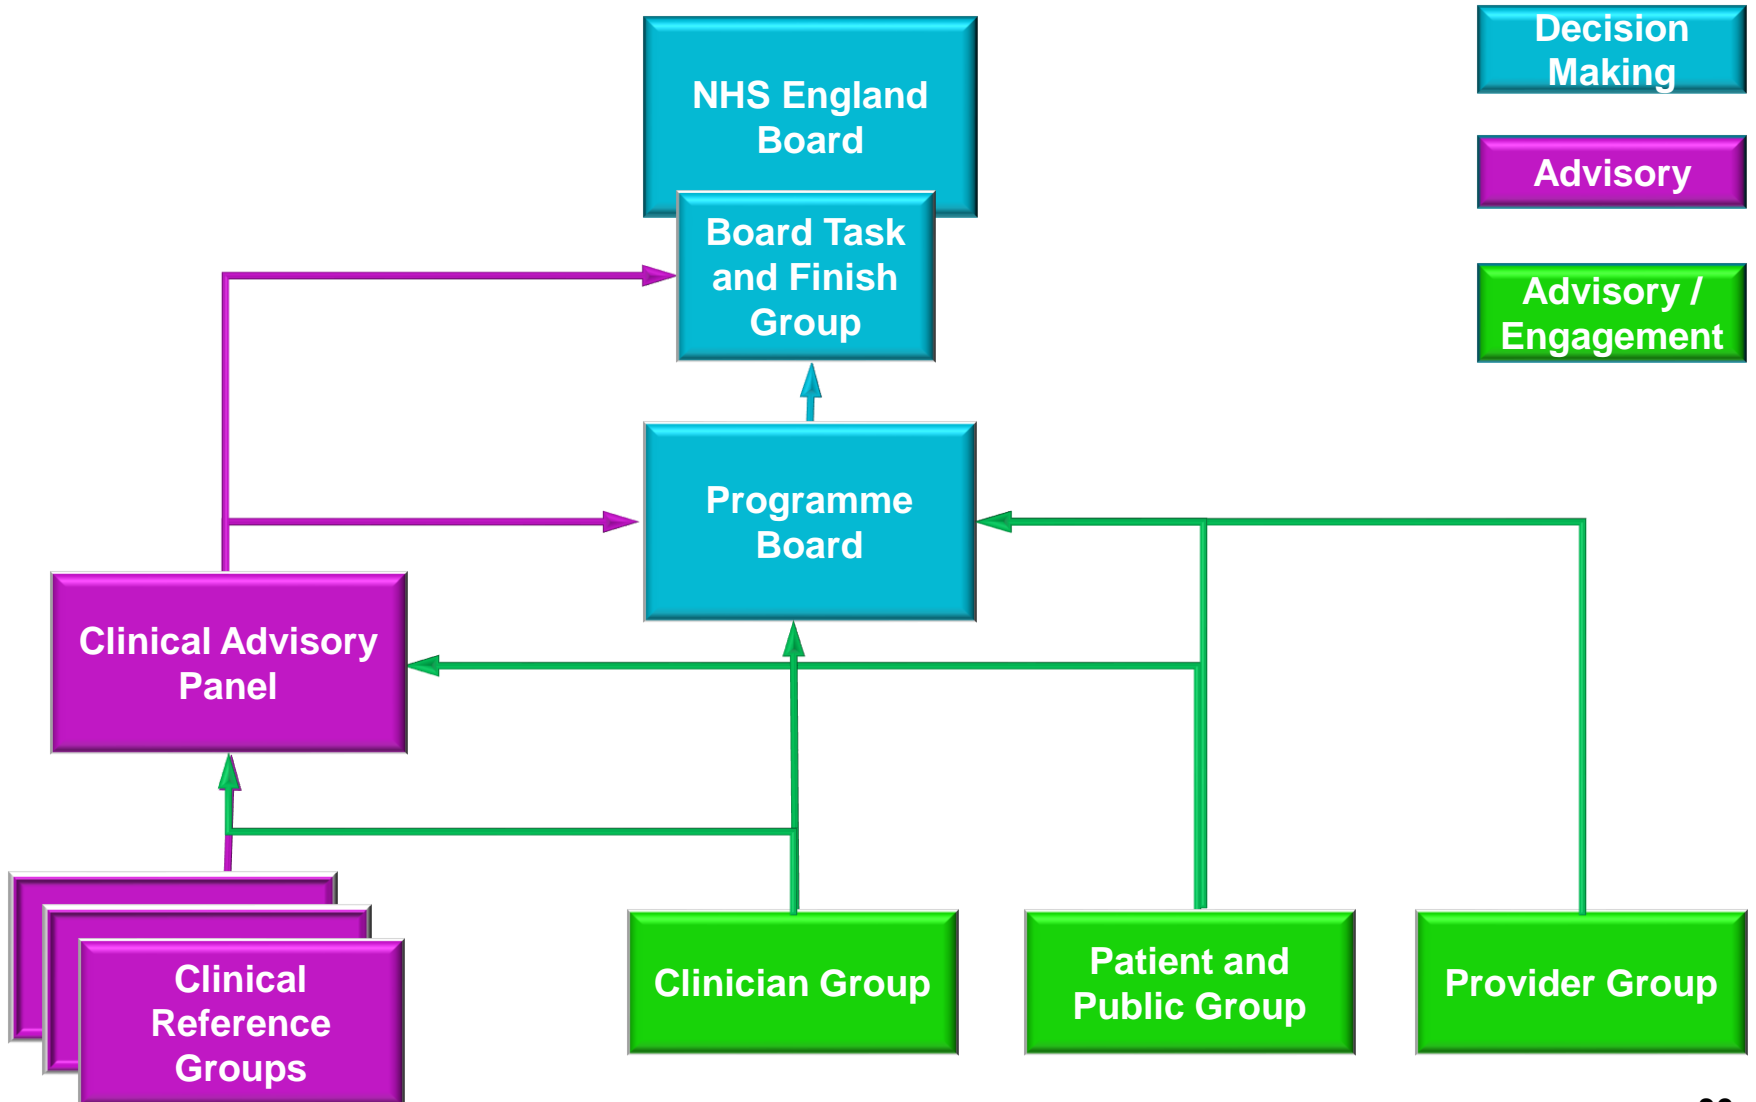 NHS England
Board
Board Task
and Finish
Group
Programme
Board
Clinical Advisory
Panel
Clinical
Reference
Groups
Clinician Group
Patient and
Public Group
Provider Group
Decision
Making
Advisory
Advisory /
Engagement